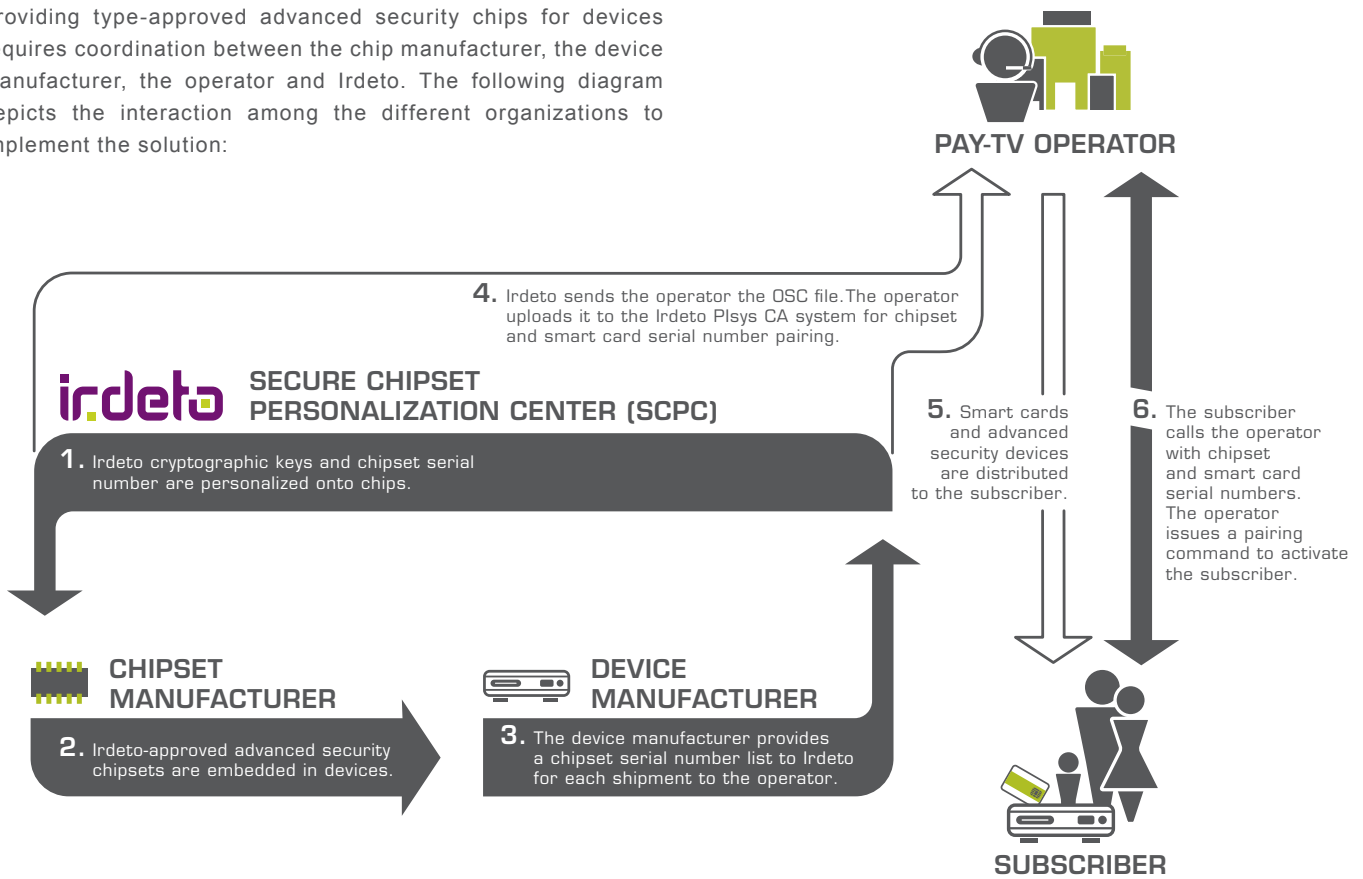 roviding type-approved advanced security chips for devices
equires coordination between the chip manufacturer, the device
anufacturer, the operator and Irdeto. The following diagram
epicts the interaction among the different organizations to
mplement the solution:
PAY-TV OPERATOR
4. Irdeto sends the operator the OSC file.The operator
uploads it to the Irdeto PIsys CA system for chipset
and smart card serial number pairing.
irdeto
SECURE CHIPSET
PERSONALIZATION CENTER (SCPC)
1. Irdeto cryptographic keys and chipset serial
number are personalized onto chips.
5. Smart cards
and advanced
security devices
are distributed
to the subscriber.
6. The subscriber
calls the operator
with chipset
and smart card
serial numbers.
The operator
issues a pairing
command to activate
the subscriber.
CHIPSET
MANUFACTURER
2. Irdeto-approved advanced security
chipsets are embedded in devices.
DEVICE
MANUFACTURER
3. The device manufacturer provides
a chipset serial number list to Irdeto
for each shipment to the operator.
SUBSCRIBER